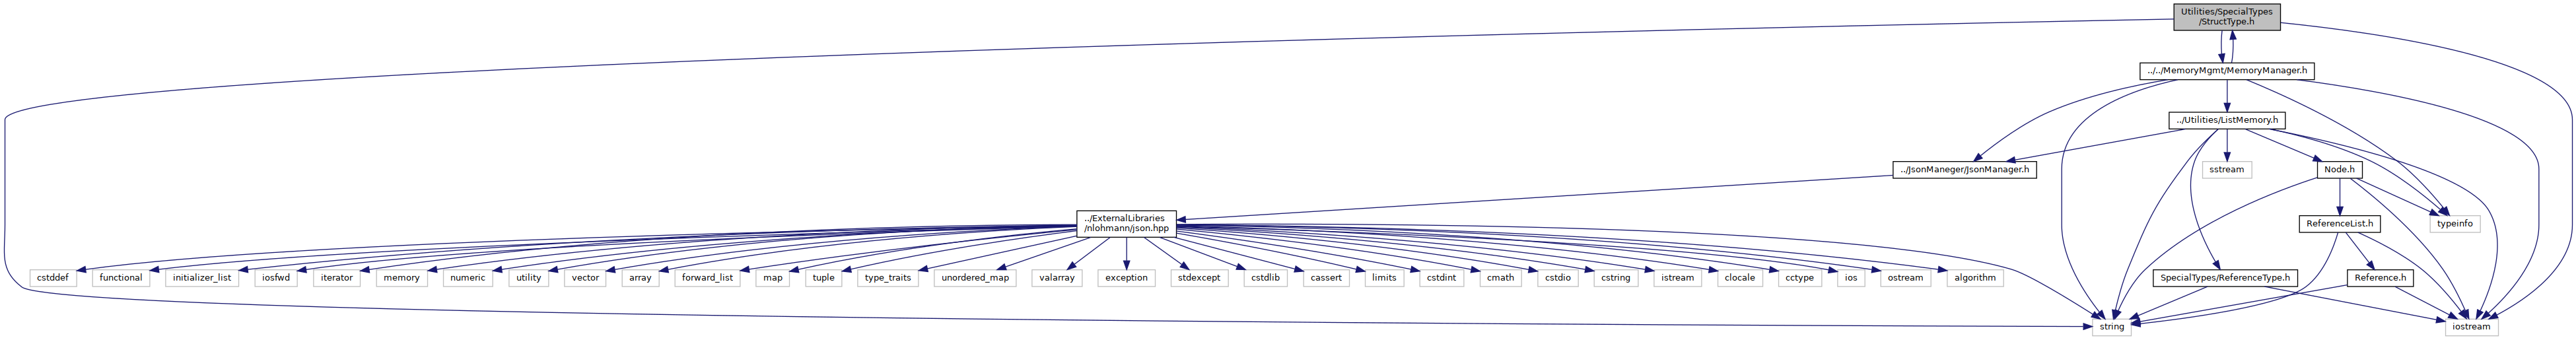 Utilities/SpecialTypes
/StructType.h
../../MemoryMgmt/MemoryManager.h
../Utilities/ListMemory.h
../JsonManeger/JsonManager.h
sstream
Node.h
../ExternalLibraries
/nlohmann/json.hpp
ReferenceList.h
typeinfo
cstddef
functional
initializer_list
iosfwd
iterator
memory
numeric
utility
vector
array
forward_list
map
tuple
type_traits
unordered_map
valarray
exception
stdexcept
cstdlib
cassert
limits
cstdint
cmath
cstdio
cstring
istream
clocale
cctype
ios
ostream
algorithm
SpecialTypes/ReferenceType.h
Reference.h
string
iostream